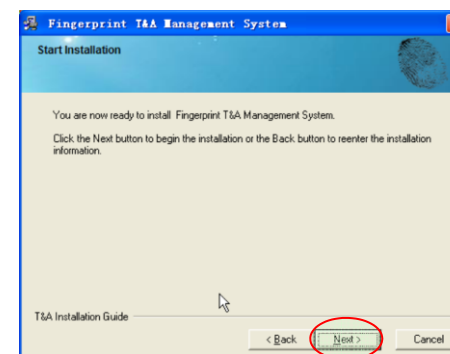 Fingerprint T&A Management System
Start Installation
You are now ready to install Fingerprint T&A Management System.
Click the Next button to begin the installation or the Back button to reenter the installation
information.
T&A Installation Guide
< Back
Next >
Cancel